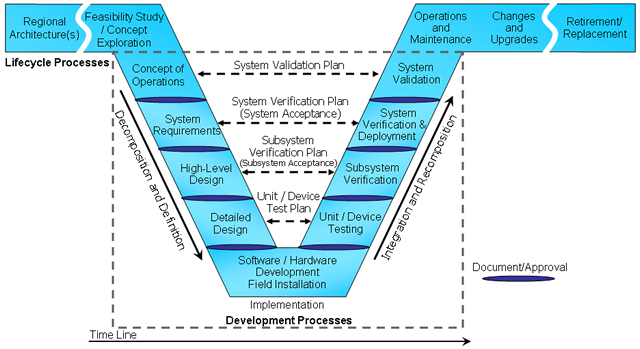 Regional
Architecture(s)
Feasibility Study
/ Concept
Exploration
Operations
and
Maintenance
Changes
and
Upgrades
Retirement/
Replacement
Lifecycle Processes
Concept of
Operations
System Validation Plan
System
Validation
System
Requirements
System Verification Plan
(System Acceptance)
System
Verification &
Deployment
High-Level
Design
Subsystem
Verification Plan
(Subsystem Acceptance)
Subsystem
Verification
Detailed
Design
Unit / Device
Test Plan
Unit / Device
Testing
Decomposition and Definition
Integration and Recomposition
Software / Hardware
Development
Field Installation
Implementation
Document/Approval
Development Processes
Time Line